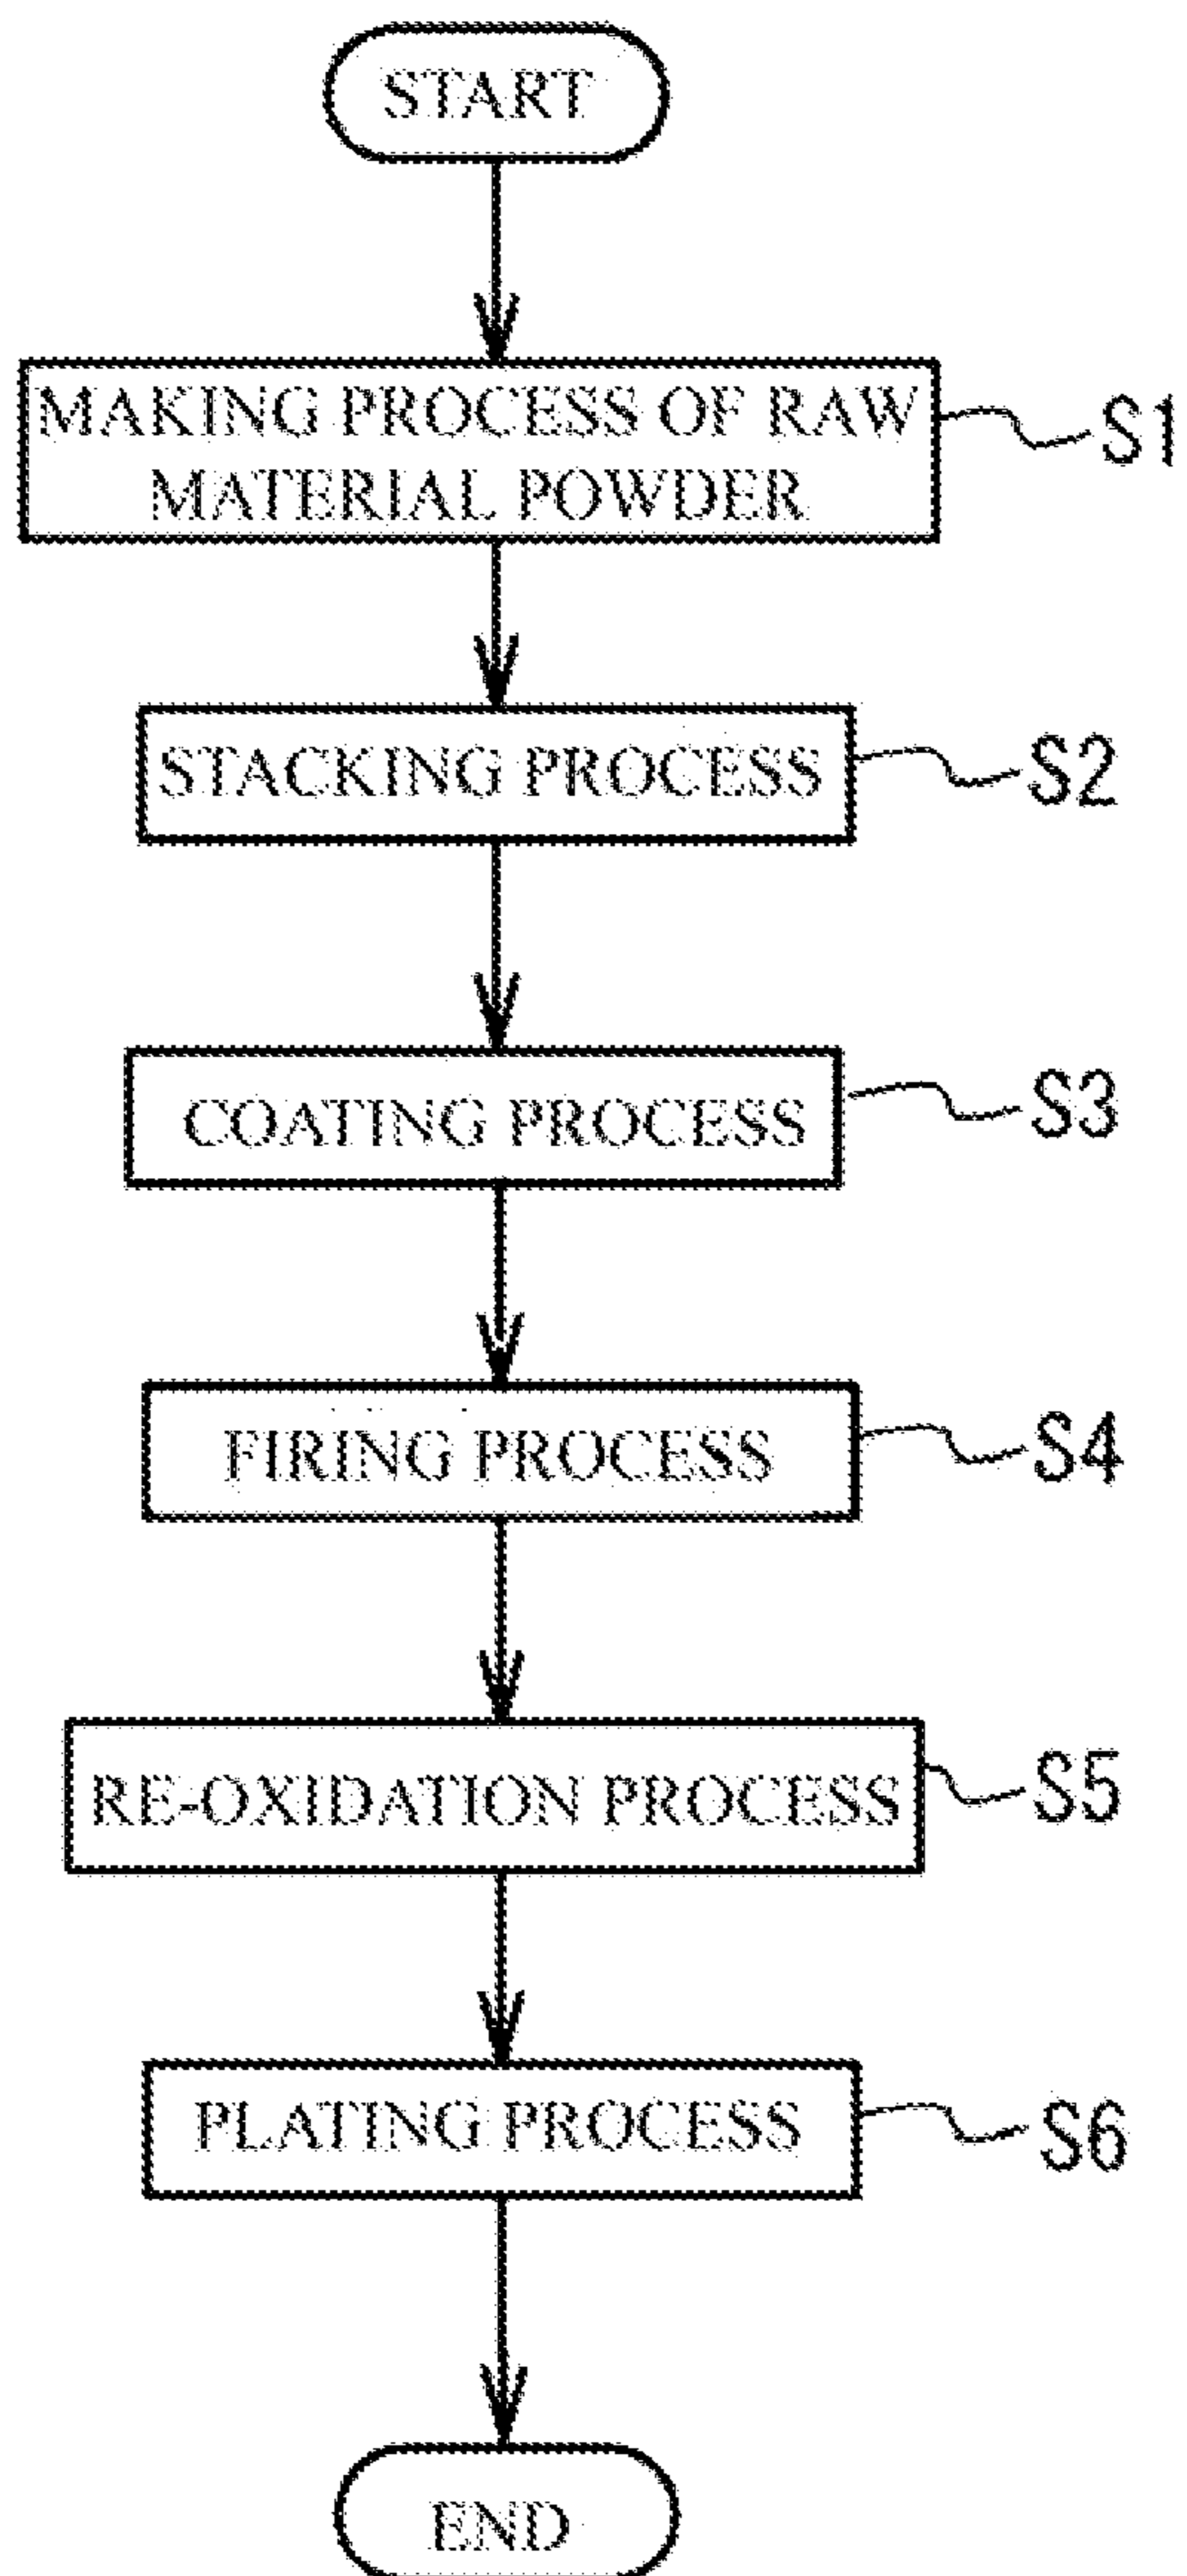 START
MAKING PROCESS OF RAW
MATERIAL POWDER
S1
STACKING PROCESS
S2
COATING PROCESS
S3
FIRING PROCESS
S4
RE-OXIDATION PROCESS
S5
PLATING PROCESS
S6
END